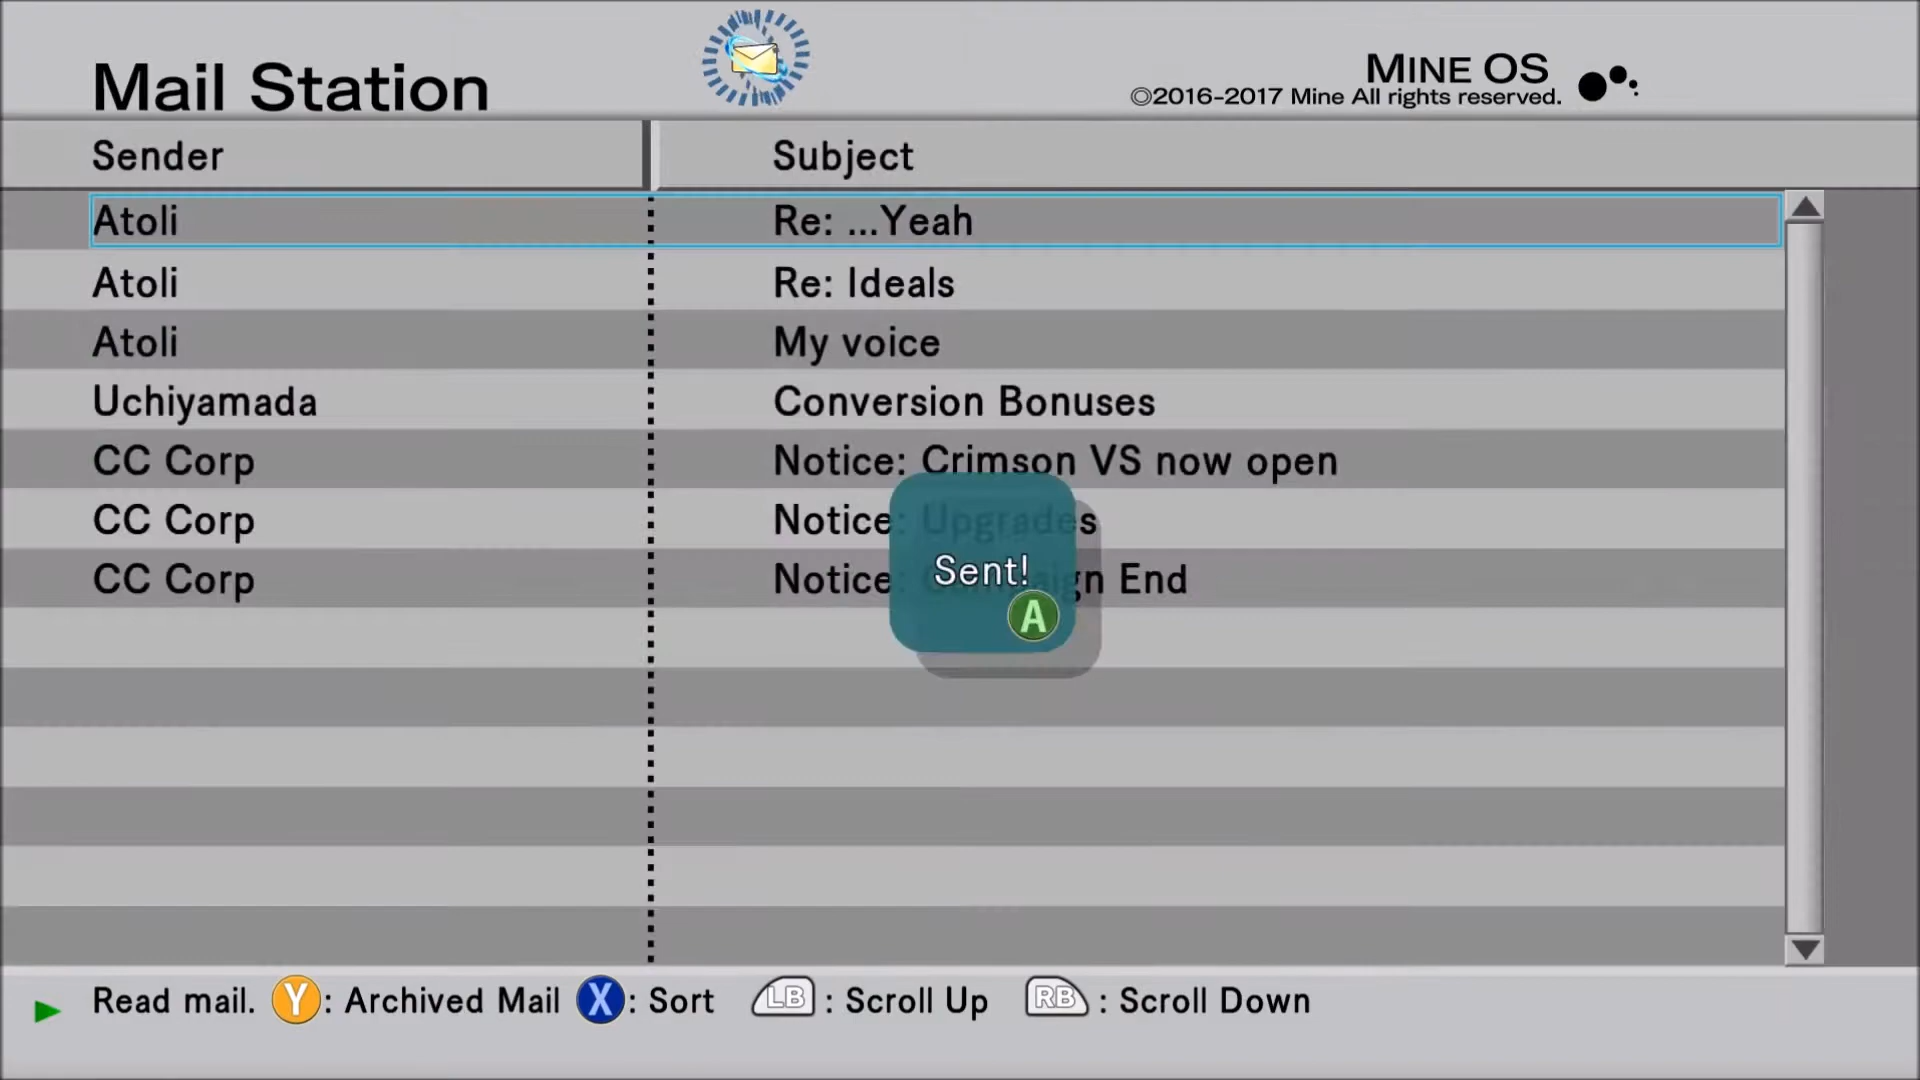 Mail Station
MINE OS
©2016-2017 Mine All rights reserved.
Sender Subject
Atoli Re: ...Yeah
Atoli Re: Ideals
Atoli My voice
Uchiyamada Conversion Bonuses
CC Corp Notice: Crimson VS now open
CC Corp Notice: Upgrades
CC Corp Notice: Campaign End
Sent!
A
Read mail. Y: Archived Mail X: Sort LB: Scroll Up RB: Scroll Down